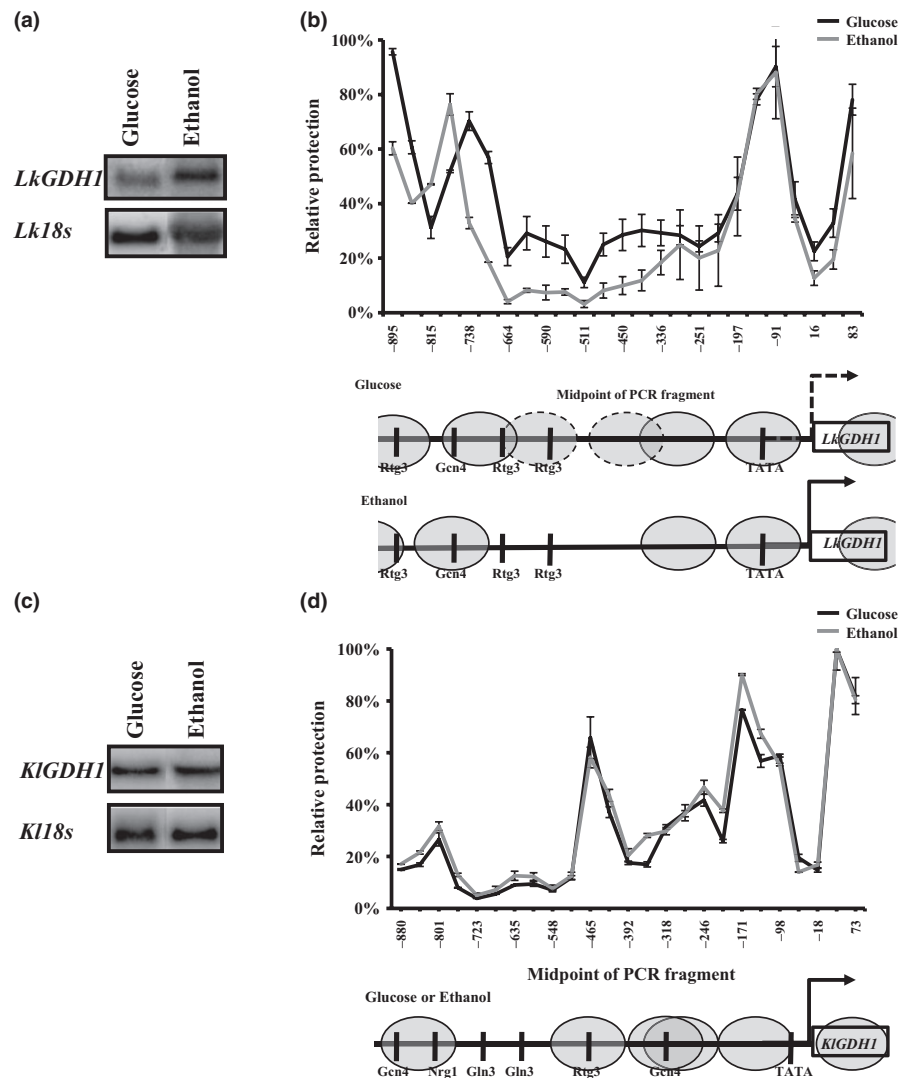 (a)
Glucose
Ethanol
LkGDH1
Lk18s
(b)
Glucose
Ethanol
Relative protection
100%
80%
60%
40%
20%
0%
–895
–815
–738
–664
–590
–511
–450
–336
–251
–197
–91
16
83
Midpoint of PCR fragment
Glucose
Rtg3 Gcn4 Rtg3 Rtg3 TATA LkGDH1
Ethanol
Rtg3 Gcn4 Rtg3 Rtg3 TATA LkGDH1
(c)
Glucose
Ethanol
KlGDH1
Kl18s
(d)
Glucose
Ethanol
Relative protection
100%
80%
60%
40%
20%
0%
–880
–801
–723
–635
–548
–465
–392
–318
–246
–171
–98
–18
73
Midpoint of PCR fragment
Glucose or Ethanol
Gcn4 Nrg1 Gln3 Gln3 Rtg3 Gcn4 TATA KlGDH1